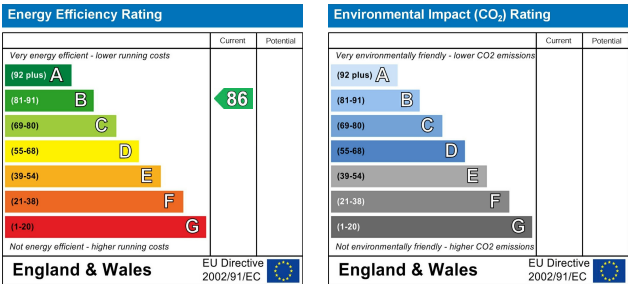 Energy Efficiency Rating
Current Potential
Very energy efficient - lower running costs
(92 plus) A
(81-91) B
86
(69-80) C
(55-68) D
(39-54) E
(21-38) F
(1-20) G
Not energy efficient - higher running costs
England & Wales
EU Directive
2002/91/EC
Environmental Impact (CO2) Rating
Current Potential
Very environmentally friendly - lower CO2 emissions
(92 plus) A
(81-91) B
(69-80) C
(55-68) D
(39-54) E
(21-38) F
(1-20) G
Not environmentally friendly - higher CO2 emissions
England & Wales
EU Directive
2002/91/EC